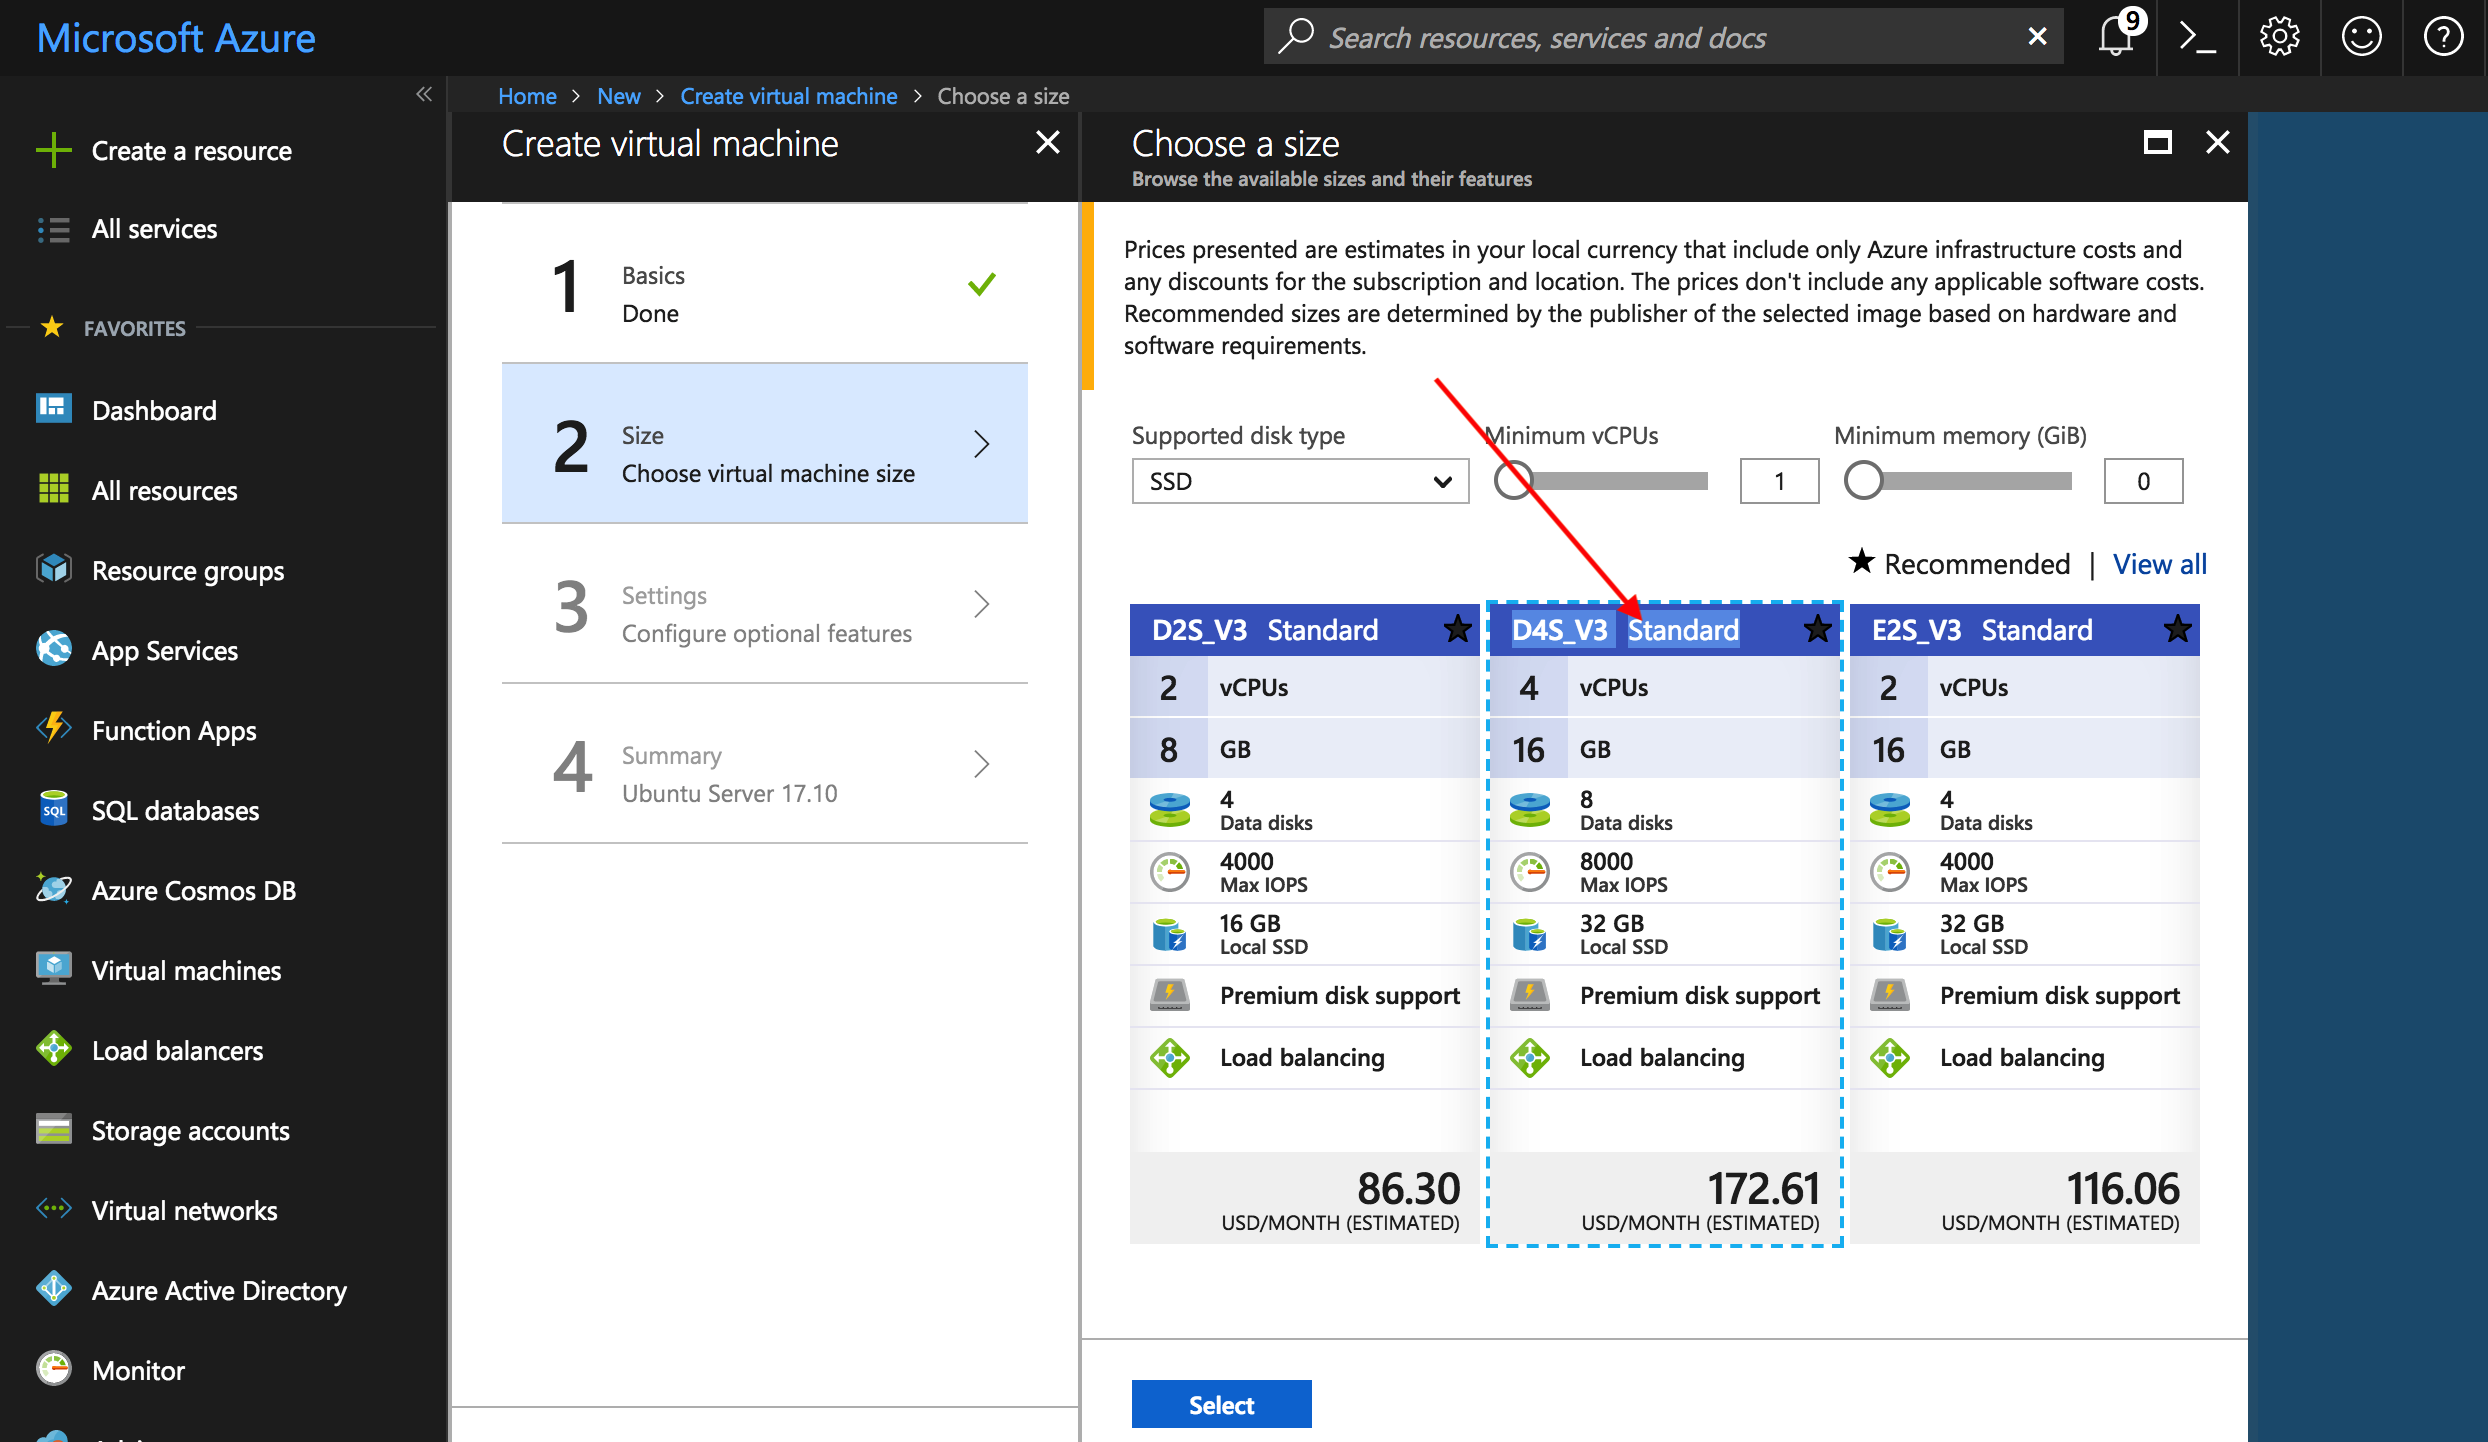 Microsoft Azure
Search resources, services and docs
9
Create a resource
All services
FAVORITES
Dashboard
All resources
Resource groups
App Services
Function Apps
SQL
SQL databases
Azure Cosmos DB
Virtual machines
Load balancers
Storage accounts
Virtual networks
Azure Active Directory
Monitor
Home > New > Create virtual machine > Choose a size
Create virtual machine
1
Basics
Done
2
Size
Choose virtual machine size
3
Settings
Configure optional features
4
Summary
Ubuntu Server 17.10
Choose a size
Browse the available sizes and their features
Prices presented are estimates in your local currency that include only Azure infrastructure costs and
any discounts for the subscription and location. The prices don't include any applicable software costs.
Recommended sizes are determined by the publisher of the selected image based on hardware and
software requirements.
Supported disk type
SSD
Minimum vCPUs
1
Minimum memory (GiB)
0
★ Recommended | View all
D2S_V3 Standard
2 vCPUs
8 GB
4
Data disks
4000
Max IOPS
16 GB
Local SSD
Premium disk support
Load balancing
86.30
USD/MONTH (ESTIMATED)
D4S_V3 Standard
4 vCPUs
16 GB
8
Data disks
8000
Max IOPS
32 GB
Local SSD
Premium disk support
Load balancing
172.61
USD/MONTH (ESTIMATED)
E2S_V3 Standard
2 vCPUs
16 GB
4
Data disks
4000
Max IOPS
32 GB
Local SSD
Premium disk support
Load balancing
116.06
USD/MONTH (ESTIMATED)
Select